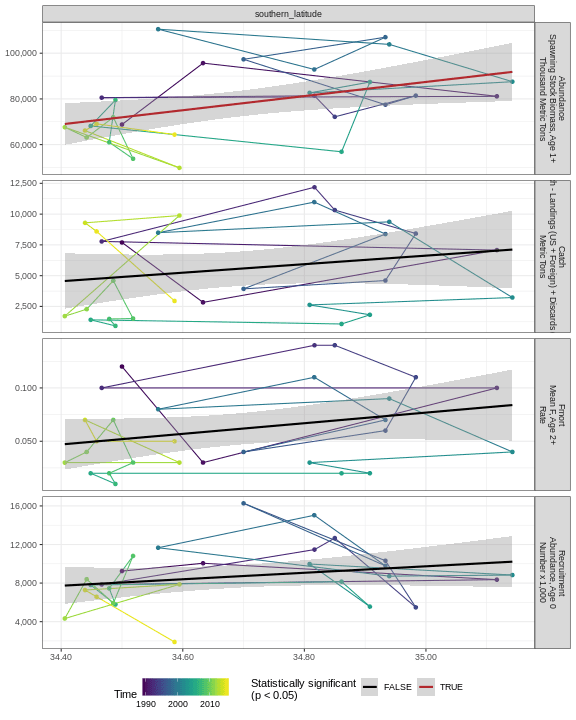 southern_latitude
100,000
80,000
60,000
Abundance
Spawning Stock Biomass, Age 1+
Thousand Metric Tons
12,500
10,000
7,500
5,000
2,500
Catch
h - Landings (US + Foreign) + Discards
Metric Tons
0.100
0.050
Fmort
Mean F, Age 2+
Rate
16,000
12,000
8,000
4,000
Recruitment
Abundance, Age 0
Number x 1,000
34.40 34.60 34.80 35.00
Time
1990 2000 2010
Statistically significant
(p < 0.05)
FALSE TRUE